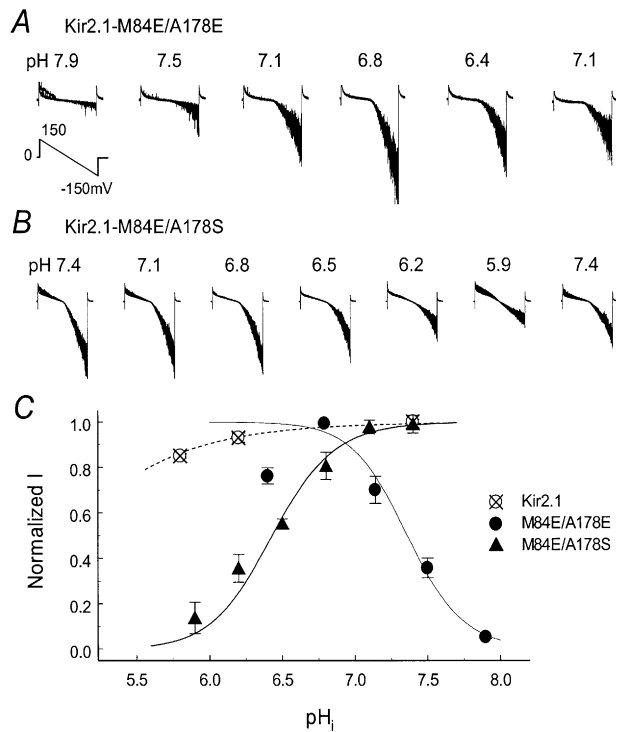 A
Kir2.1-M84E/A178E
pH 7.9 7.5 7.1 6.8 6.4 7.1
150
0
-150mV
B
Kir2.1-M84E/A178S
pH 7.4 7.1 6.8 6.5 6.2 5.9 7.4
C
1.0
0.8
0.6
0.4
0.2
0.0
Normalized I
Kir2.1
M84E/A178E
M84E/A178S
5.5 6.0 6.5 7.0 7.5 8.0
pHi